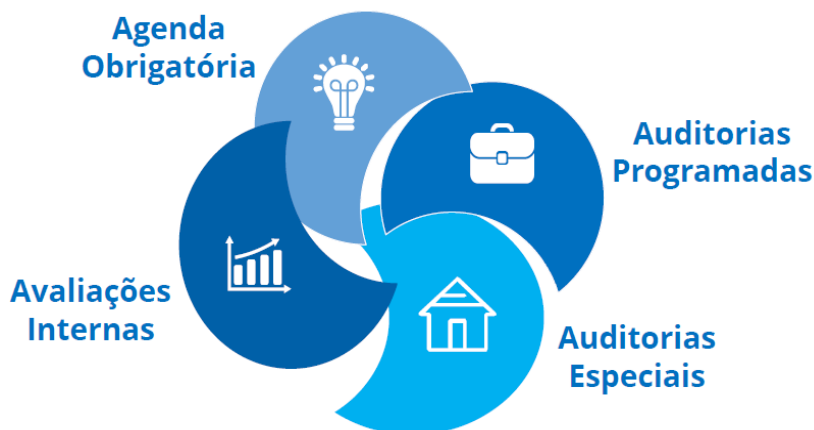 Agenda
Obrigatória
Auditorias
Programadas
Avaliações
Internas
Auditorias
Especiais